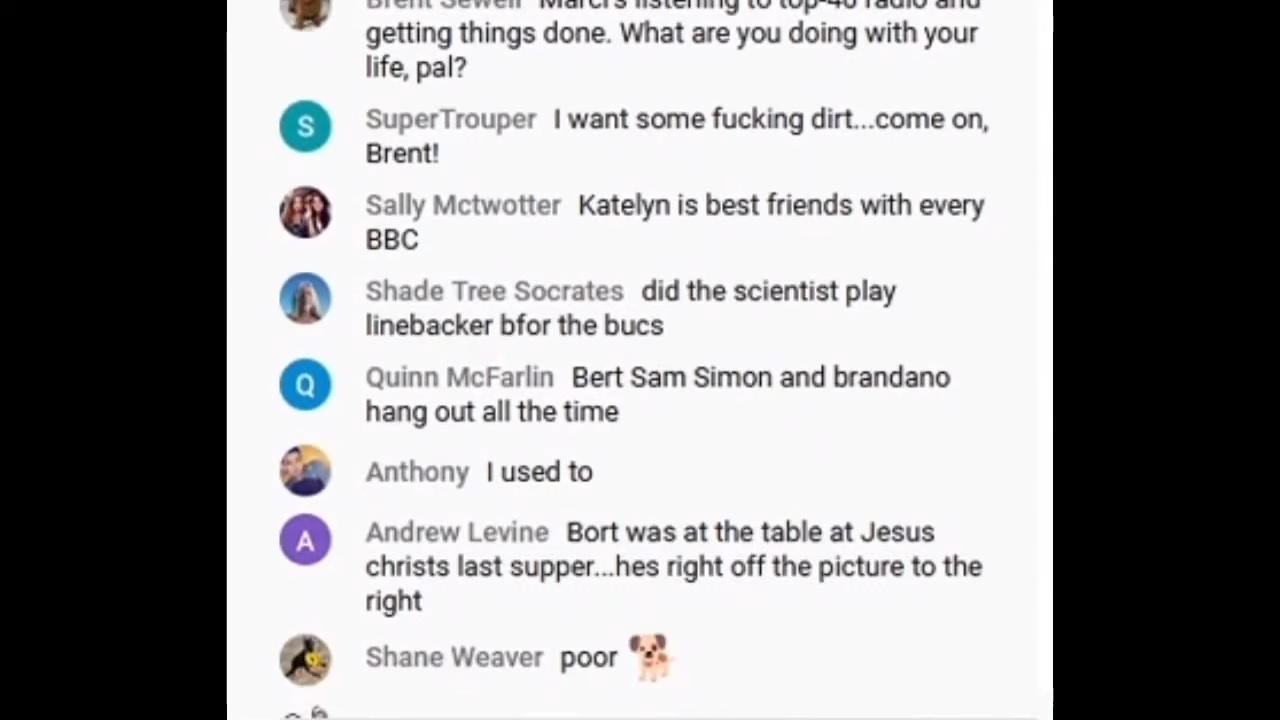 Brent Sewell Marci's listening to top-40 radio and
getting things done. What are you doing with your
life, pal?
S SuperTrouper I want some fucking dirt...come on,
Brent!
Sally Mctwotter Katelyn is best friends with every
BBC
Shade Tree Socrates did the scientist play
linebacker bfor the bucs
Q Quinn McFarlin Bert Sam Simon and brandano
hang out all the time
Anthony I used to
A Andrew Levine Bort was at the table at Jesus
christs last supper...hes right off the picture to the
right
Shane Weaver poor